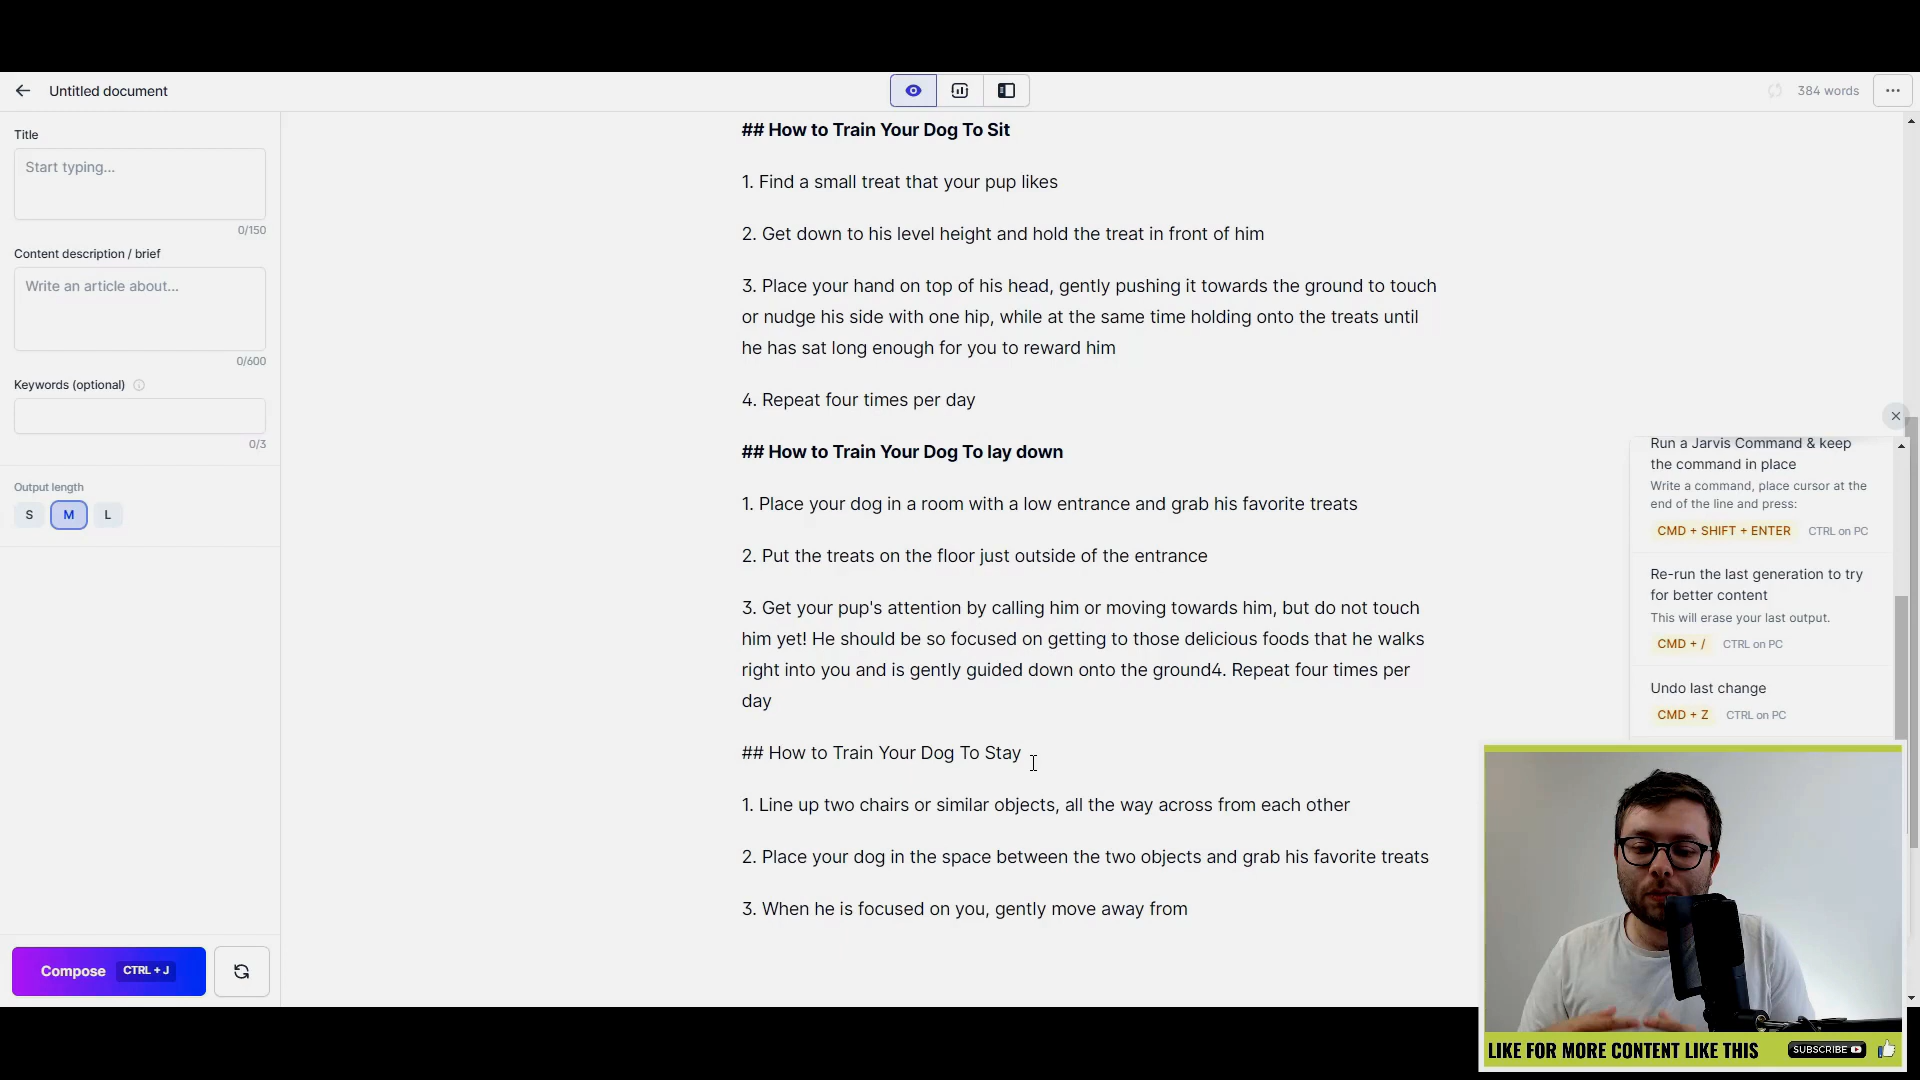 Untitled document
384 words
Title
Start typing...
0/150
Content description / brief
Write an article about...
0/600
Keywords (optional)
0/3
Output length
S M L
Compose CTRL + J
## How to Train Your Dog To Sit
1. Find a small treat that your pup likes
2. Get down to his level height and hold the treat in front of him
3. Place your hand on top of his head, gently pushing it towards the ground to touch
or nudge his side with one hip, while at the same time holding onto the treats until
he has sat long enough for you to reward him
4. Repeat four times per day
## How to Train Your Dog To lay down
1. Place your dog in a room with a low entrance and grab his favorite treats
2. Put the treats on the floor just outside of the entrance
3. Get your pup's attention by calling him or moving towards him, but do not touch
him yet! He should be so focused on getting to those delicious foods that he walks
right into you and is gently guided down onto the ground4. Repeat four times per
day
## How to Train Your Dog To Stay
1. Line up two chairs or similar objects, all the way across from each other
2. Place your dog in the space between the two objects and grab his favorite treats
3. When he is focused on you, gently move away from
Run a Jarvis Command & keep
the command in place
Write a command, place cursor at the
end of the line and press:
CMD + SHIFT + ENTER CTRL on PC
Re-run the last generation to try
for better content
This will erase your last output.
CMD + / CTRL on PC
Undo last change
CMD + Z CTRL on PC
LIKE FOR MORE CONTENT LIKE THIS SUBSCRIBE